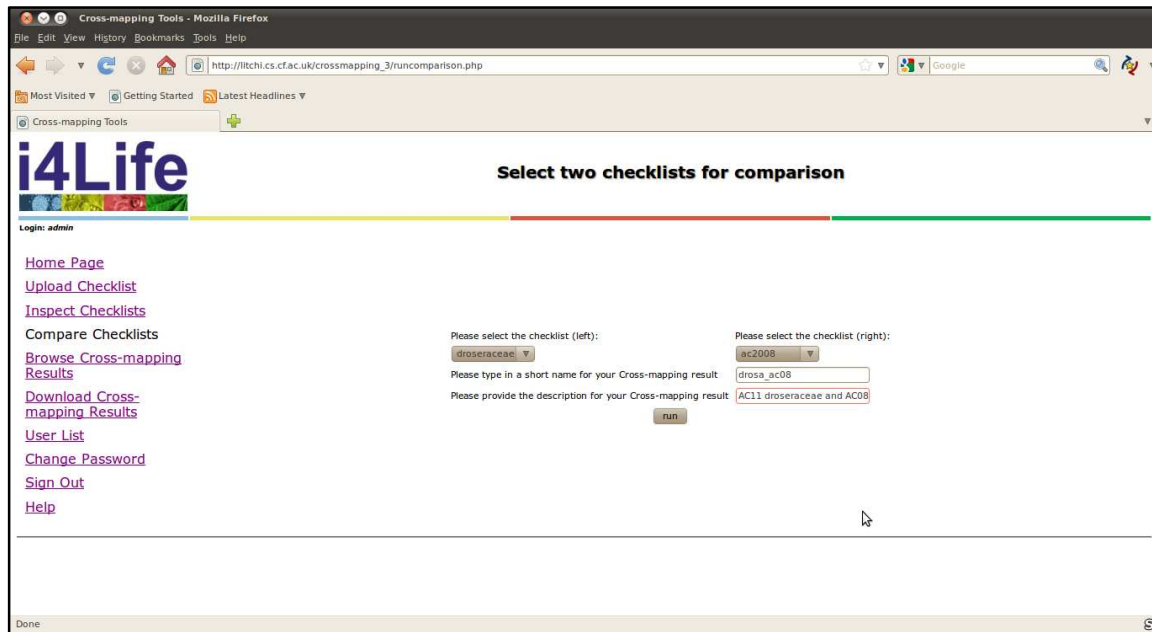 Cross-mapping Tools - Mozilla Firefox
File Edit View History Bookmarks Tools Help
http://litchi.cs.cf.ac.uk/crossmapping_3/runcomparison.php
Google
Most Visited
Getting Started
Latest Headlines
Cross-mapping Tools
i4Life
Select two checklists for comparison
Login: admin
Home Page
Upload Checklist
Inspect Checklists
Compare Checklists
Browse Cross-mapping
Results
Download Cross-
mapping Results
User List
Change Password
Sign Out
Help
Please select the checklist (left):
Please select the checklist (right):
droseraceae
ac2008
Please type in a short name for your Cross-mapping result
drosa_ac08
Please provide the description for your Cross-mapping result
AC11 droseraceae and AC08
run
Done